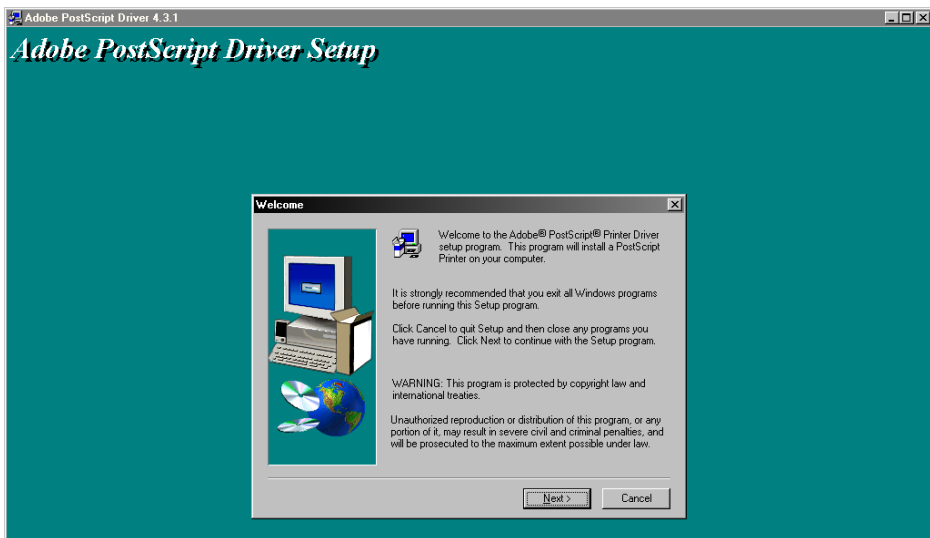 Adobe PostScript Driver 4.3.1
Adobe PostScript Driver Setup
Welcome
Welcome to the Adobe® PostScript® Printer Driver
setup program. This program will install a PostScript
Printer on your computer.
It is strongly recommended that you exit all Windows programs
before running this Setup program.
Click Cancel to quit Setup and then close any programs you
have running. Click Next to continue with the Setup program.
WARNING: This program is protected by copyright law and
international treaties.
Unauthorized reproduction or distribution of this program, or any
portion of it, may result in severe civil and criminal penalties, and
will be prosecuted to the maximum extent possible under law.
Next >
Cancel